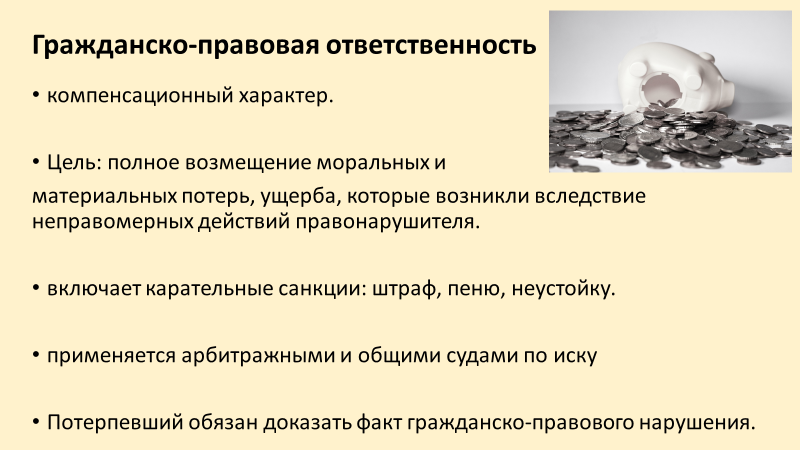 Гражданско-правовая ответственность
• компенсационный характер.
• Цель: полное возмещение моральных и
материальных потерь, ущерба, которые возникли вследствие
неправомерных действий правонарушителя.
• включает карательные санкции: штраф, пеню, неустойку.
• применяется арбитражными и общими судами по иску
• Потерпевший обязан доказать факт гражданско-правового нарушения.